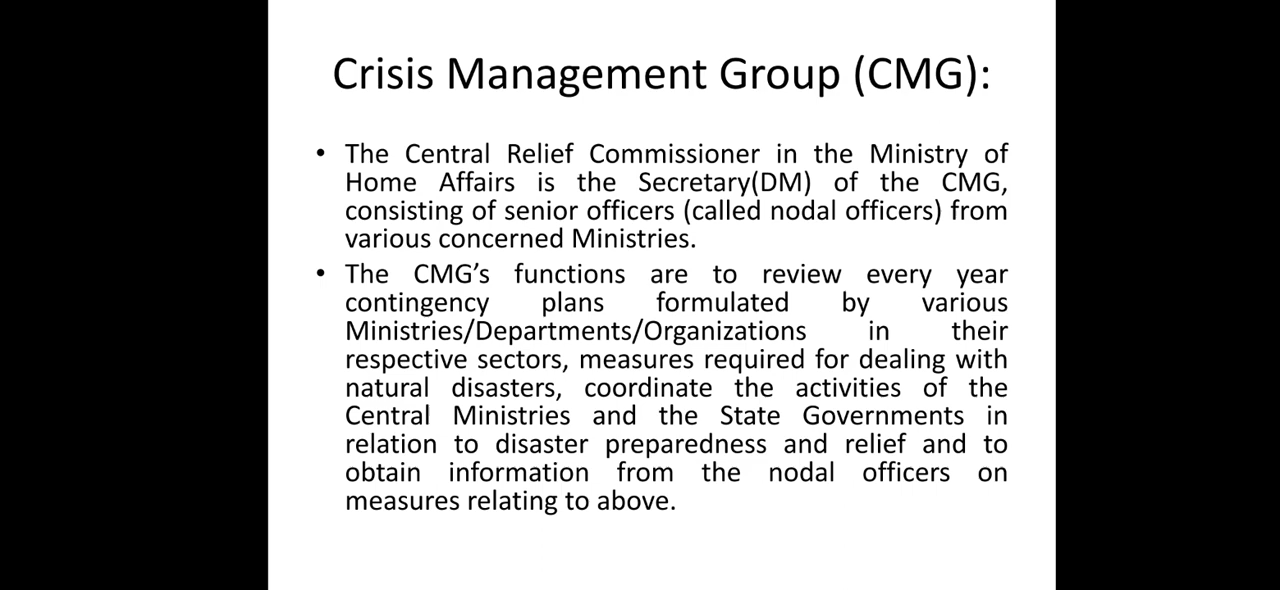 Crisis Management Group (CMG):
• The Central Relief Commissioner in the Ministry of
Home Affairs is the Secretary(DM) of the CMG,
consisting of senior officers (called nodal officers) from
various concerned Ministries.
• The CMG’s functions are to review every year
contingency plans formulated by various
Ministries/Departments/Organizations in their
respective sectors, measures required for dealing with
natural disasters, coordinate the activities of the
Central Ministries and the State Governments in
relation to disaster preparedness and relief and to
obtain information from the nodal officers on
measures relating to above.